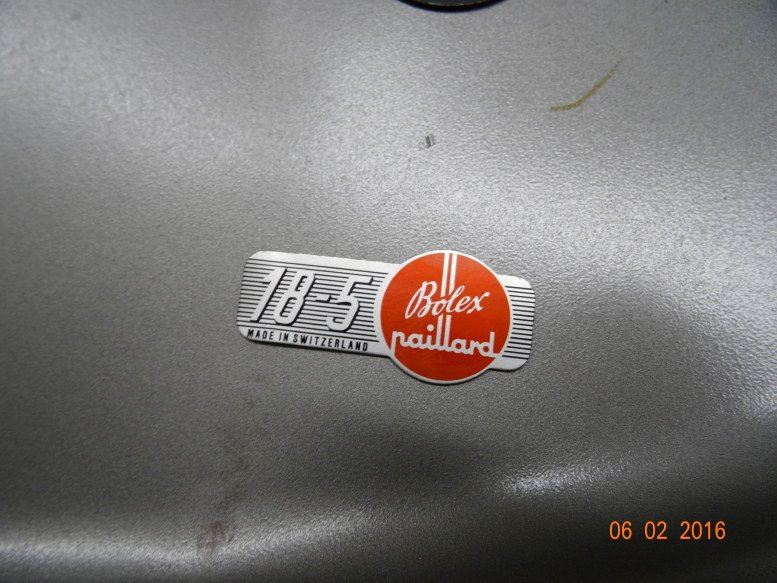 18-5
MADE IN SWITZERLAND
Bolex
paillard
06 02 2016